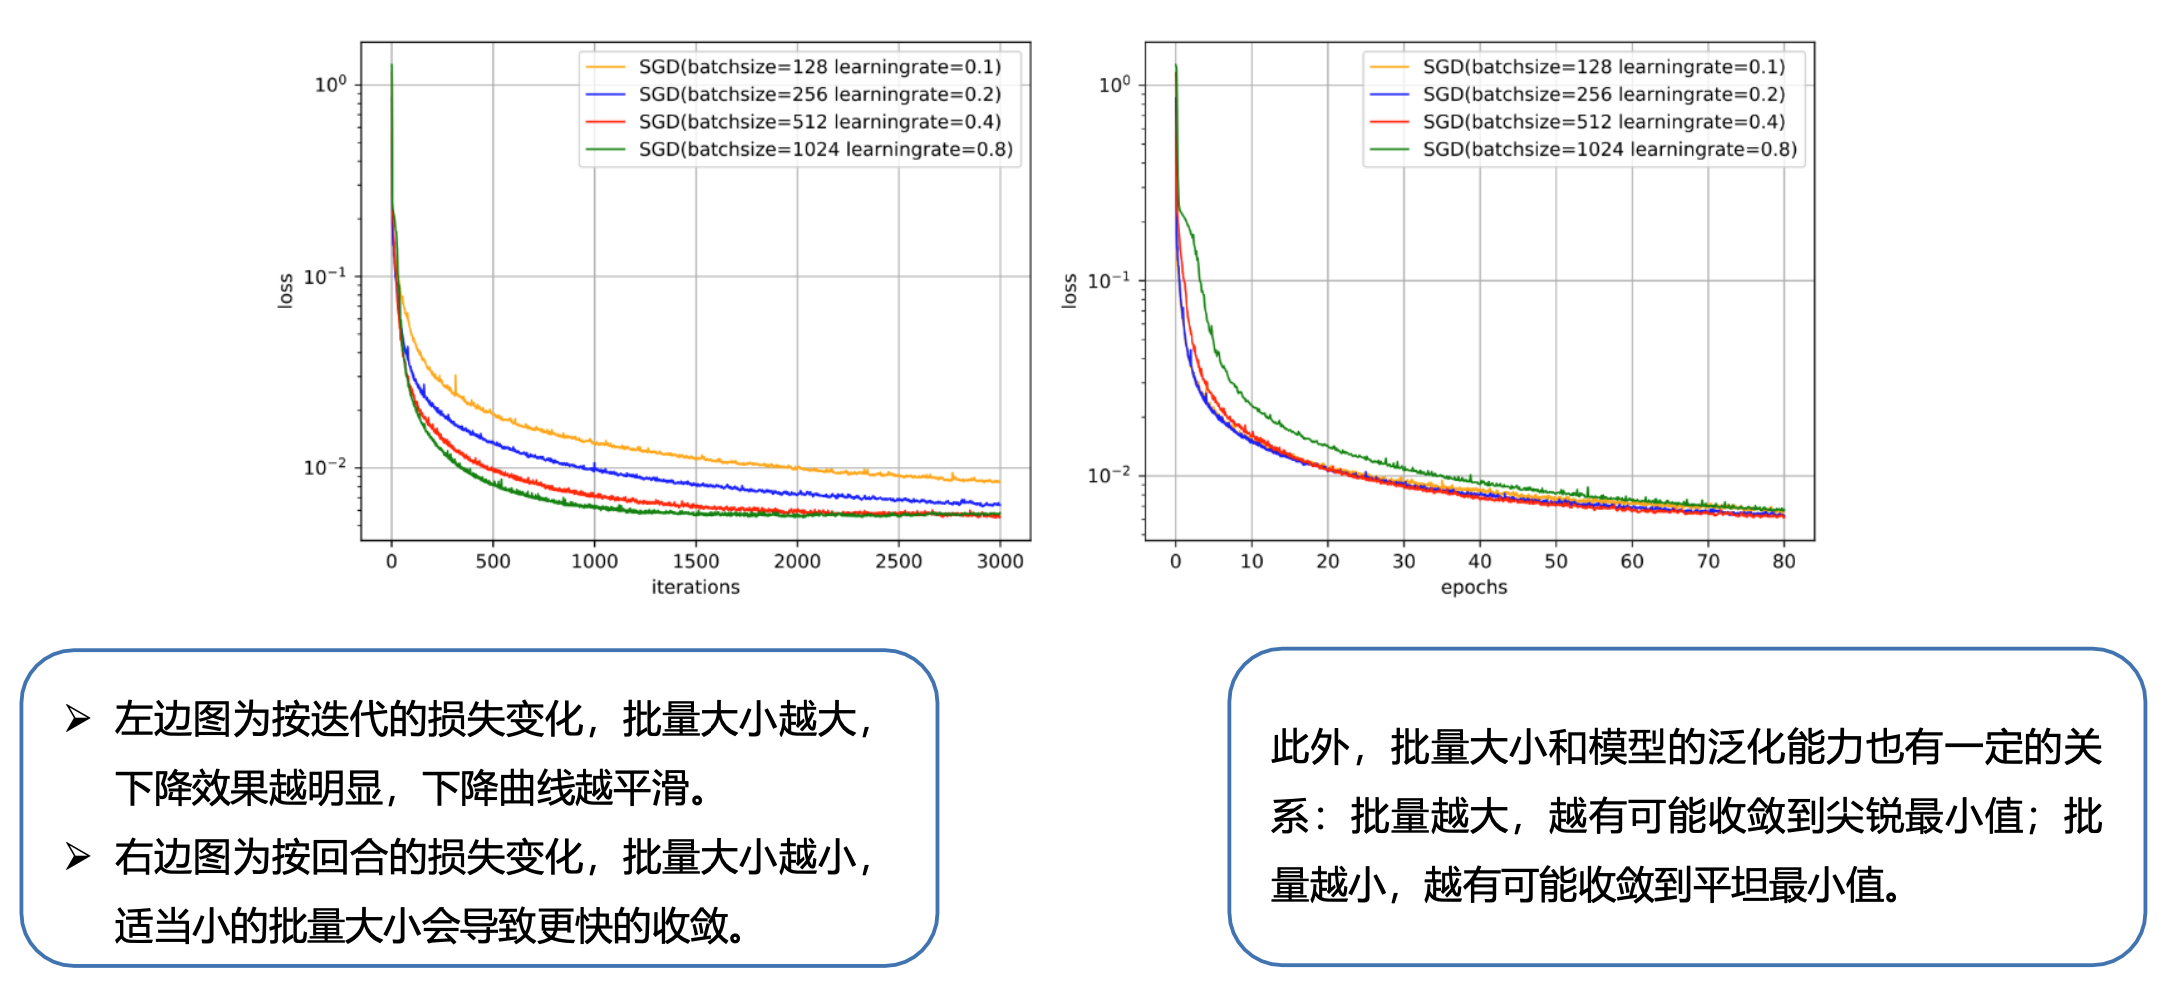 SGD(batchsize=128 learningrate=0.1)
SGD(batchsize=256 learningrate=0.2)
SGD(batchsize=512 learningrate=0.4)
SGD(batchsize=1024 learningrate=0.8)
10⁰
10⁻¹
10⁻²
loss
0 500 1000 1500 2000 2500 3000
iterations
SGD(batchsize=128 learningrate=0.1)
SGD(batchsize=256 learningrate=0.2)
SGD(batchsize=512 learningrate=0.4)
SGD(batchsize=1024 learningrate=0.8)
10⁰
10⁻¹
10⁻²
loss
0 10 20 30 40 50 60 70 80
epochs
➢ 左边图为按迭代的损失变化，批量大小越大，
下降效果越明显，下降曲线越平滑。
➢ 右边图为按回合的损失变化，批量大小越小，
适当小的批量大小会导致更快的收敛。
此外，批量大小和模型的泛化能力也有一定的关
系：批量越大，越有可能收敛到尖锐最小值；批
量越小，越有可能收敛到平坦最小值。